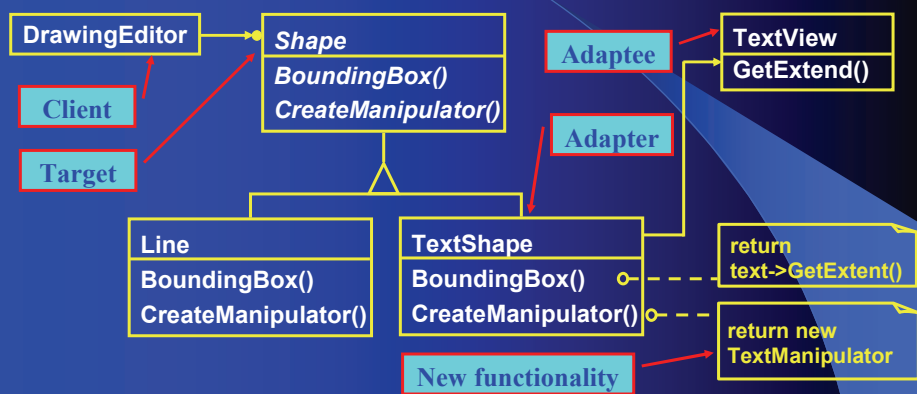 DrawingEditor
Shape
BoundingBox()
CreateManipulator()
Client
Target
Adaptee
TextView
GetExtend()
Adapter
Line
BoundingBox()
CreateManipulator()
TextShape
BoundingBox()
CreateManipulator()
return
text->GetExtent()
return new
TextManipulator
New functionality